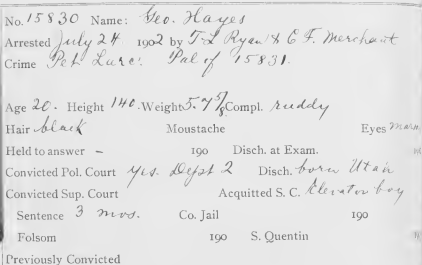 No. 15830 Name: Geo. Hayes
Arrested July 24 1902 by T L Ryan & C F. Merchant
Crime Pet Larc. Pal of 15831.
Age 20. Height 140. Weight 5-7 5/8 Compl. ruddy
Hair black Moustache Eyes
Held to answer - 190 Disch. at Exam.
Convicted Pol. Court yes. Dept 2 Disch. born Utah
Convicted Sup. Court Acquitted S. C. Elevator boy
Sentence 3 mos. Co. Jail 190
Folsom 190 S. Quentin
Previously Convicted